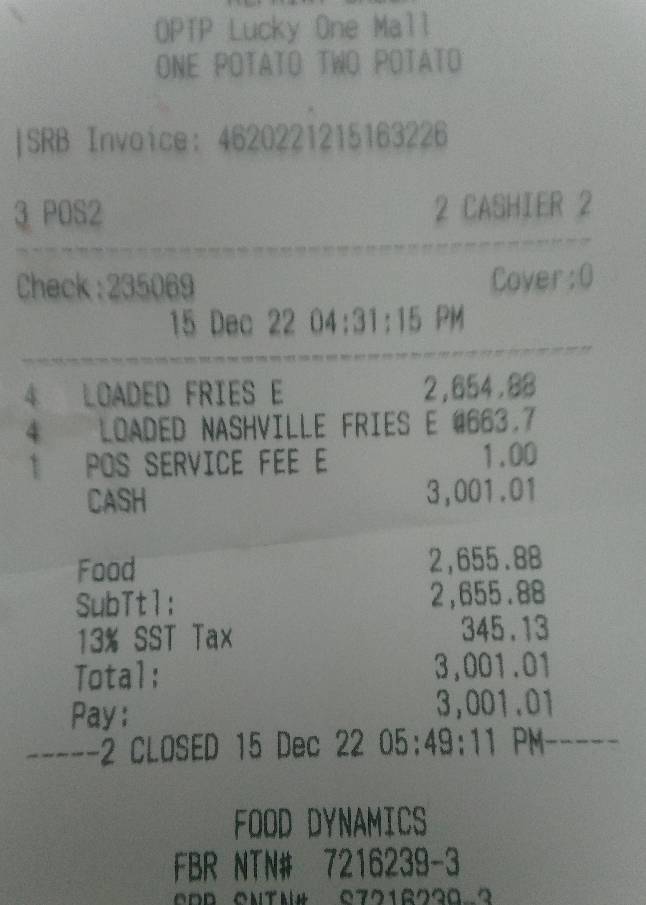 OPTP Lucky One Mall
ONE POTATO TWO POTATO
|SRB Invoice: 4620221215163226
3 POS2 2 CASHIER 2
Check:235069 Cover:0
15 Dec 22 04:31:15 PM
4 LOADED FRIES E 2,654.88
4 LOADED NASHVILLE FRIES E @663.7
1 POS SERVICE FEE E 1.00
CASH 3,001.01
Food 2,655.88
SubTtl: 2,655.88
13% SST Tax 345.13
Total: 3,001.01
Pay: 3,001.01
-----2 CLOSED 15 Dec 22 05:49:11 PM-----
FOOD DYNAMICS
FBR NTN# 7216239-3
SNTN# S7216239-3